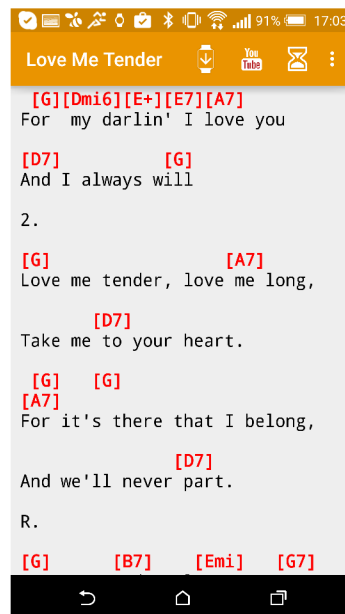 91% 17:03
Love Me Tender You Tube
[G][Dmi6][E+][E7][A7]
For my darlin' I love you
[D7] [G]
And I always will
2.
[G] [A7]
Love me tender, love me long,
[D7]
Take me to your heart.
[G] [G]
[A7]
For it's there that I belong,
[D7]
And we'll never part.
R.
[G] [B7] [Emi] [G7]